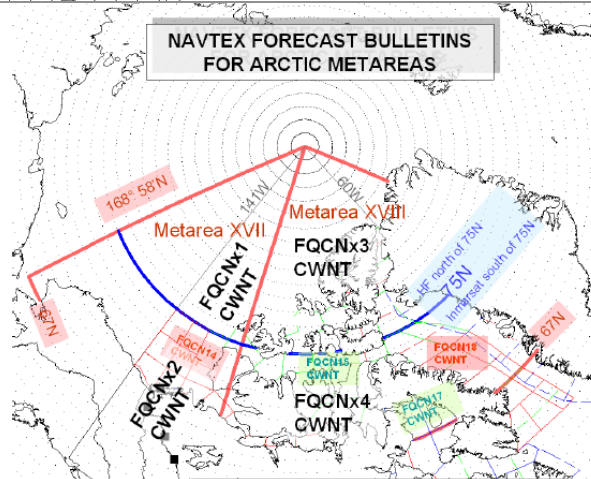 NAVTEX FORECAST BULLETINS
FOR ARCTIC METAREAS
168° 58'N
141W
60W
Metarea XVII
Metarea XVIII
FQCNx1
CWNT
FQCNx3
CWNT
HF north of 75N
75N
Inmarsat south of 75N
67N
67N
FQCN14
CWNT
FQCN15
CWNT
FQCN18
CWNT
FQCNx2
CWNT
FQCNx4
CWNT
FQCN17
CWNT